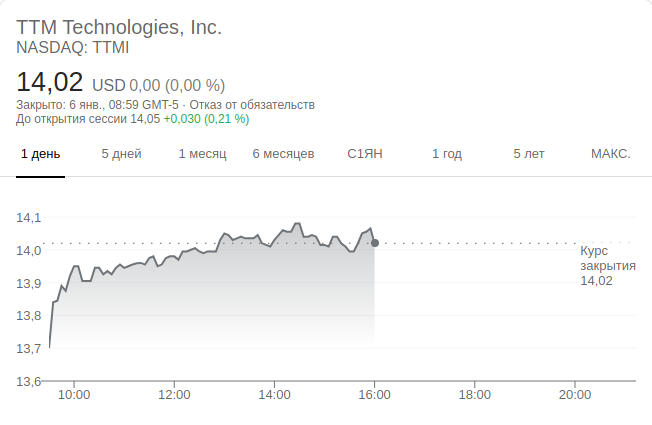 TTM Technologies, Inc.
NASDAQ: TTMI
14,02 USD 0,00 (0,00 %)
Закрыто: 6 янв., 08:59 GMT-5 · Отказ от обязательств
До открытия сессии 14,05 +0,030 (0,21 %)
1 день 5 дней 1 месяц 6 месяцев С1ЯН 1 год 5 лет МАКС.
14,1
14,0
13,9
13,8
13,7
13,6
Курс
закрытия
14,02
10:00 12:00 14:00 16:00 18:00 20:00